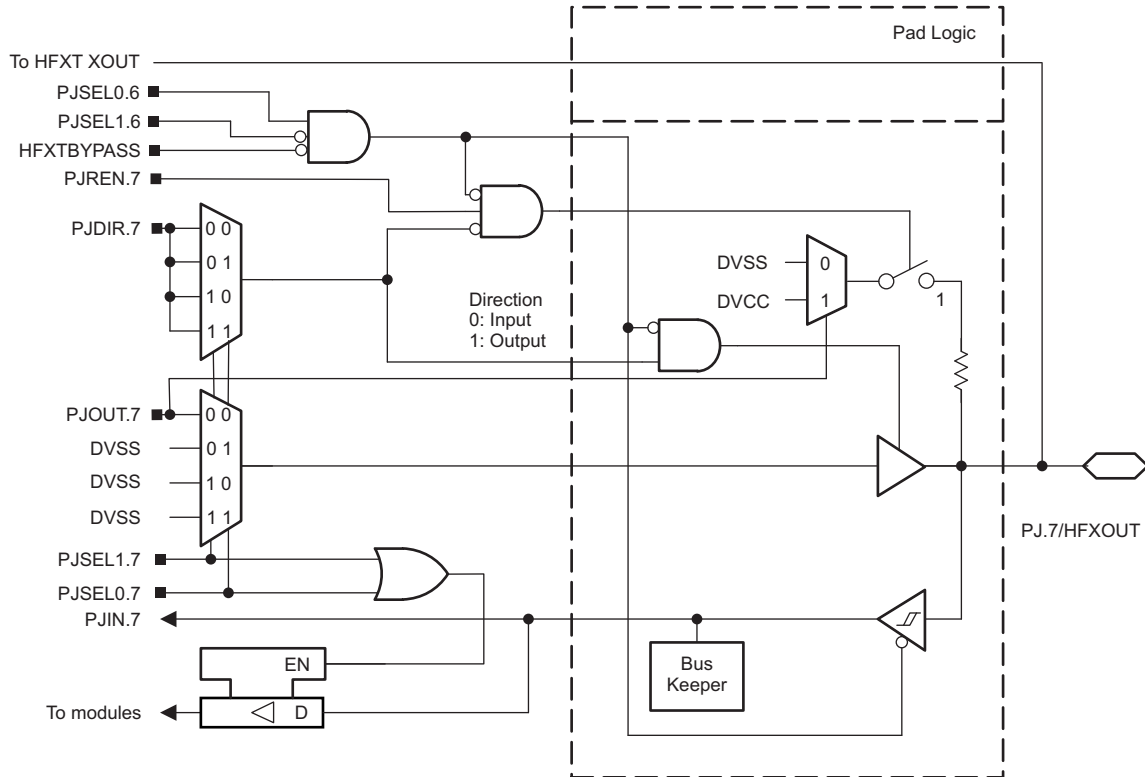 Pad Logic
To HFXT XOUT
PJSEL0.6
PJSEL1.6
HFXTBYPASS
PJREN.7
PJDIR.7
0 0
0 1
1 0
1 1
DVSS
0
DVCC
1
1
Direction
0: Input
1: Output
PJOUT.7
0 0
DVSS
0 1
DVSS
1 0
DVSS
1 1
PJ.7/HFXOUT
PJSEL1.7
PJSEL0.7
PJIN.7
EN
Bus
Keeper
To modules
D